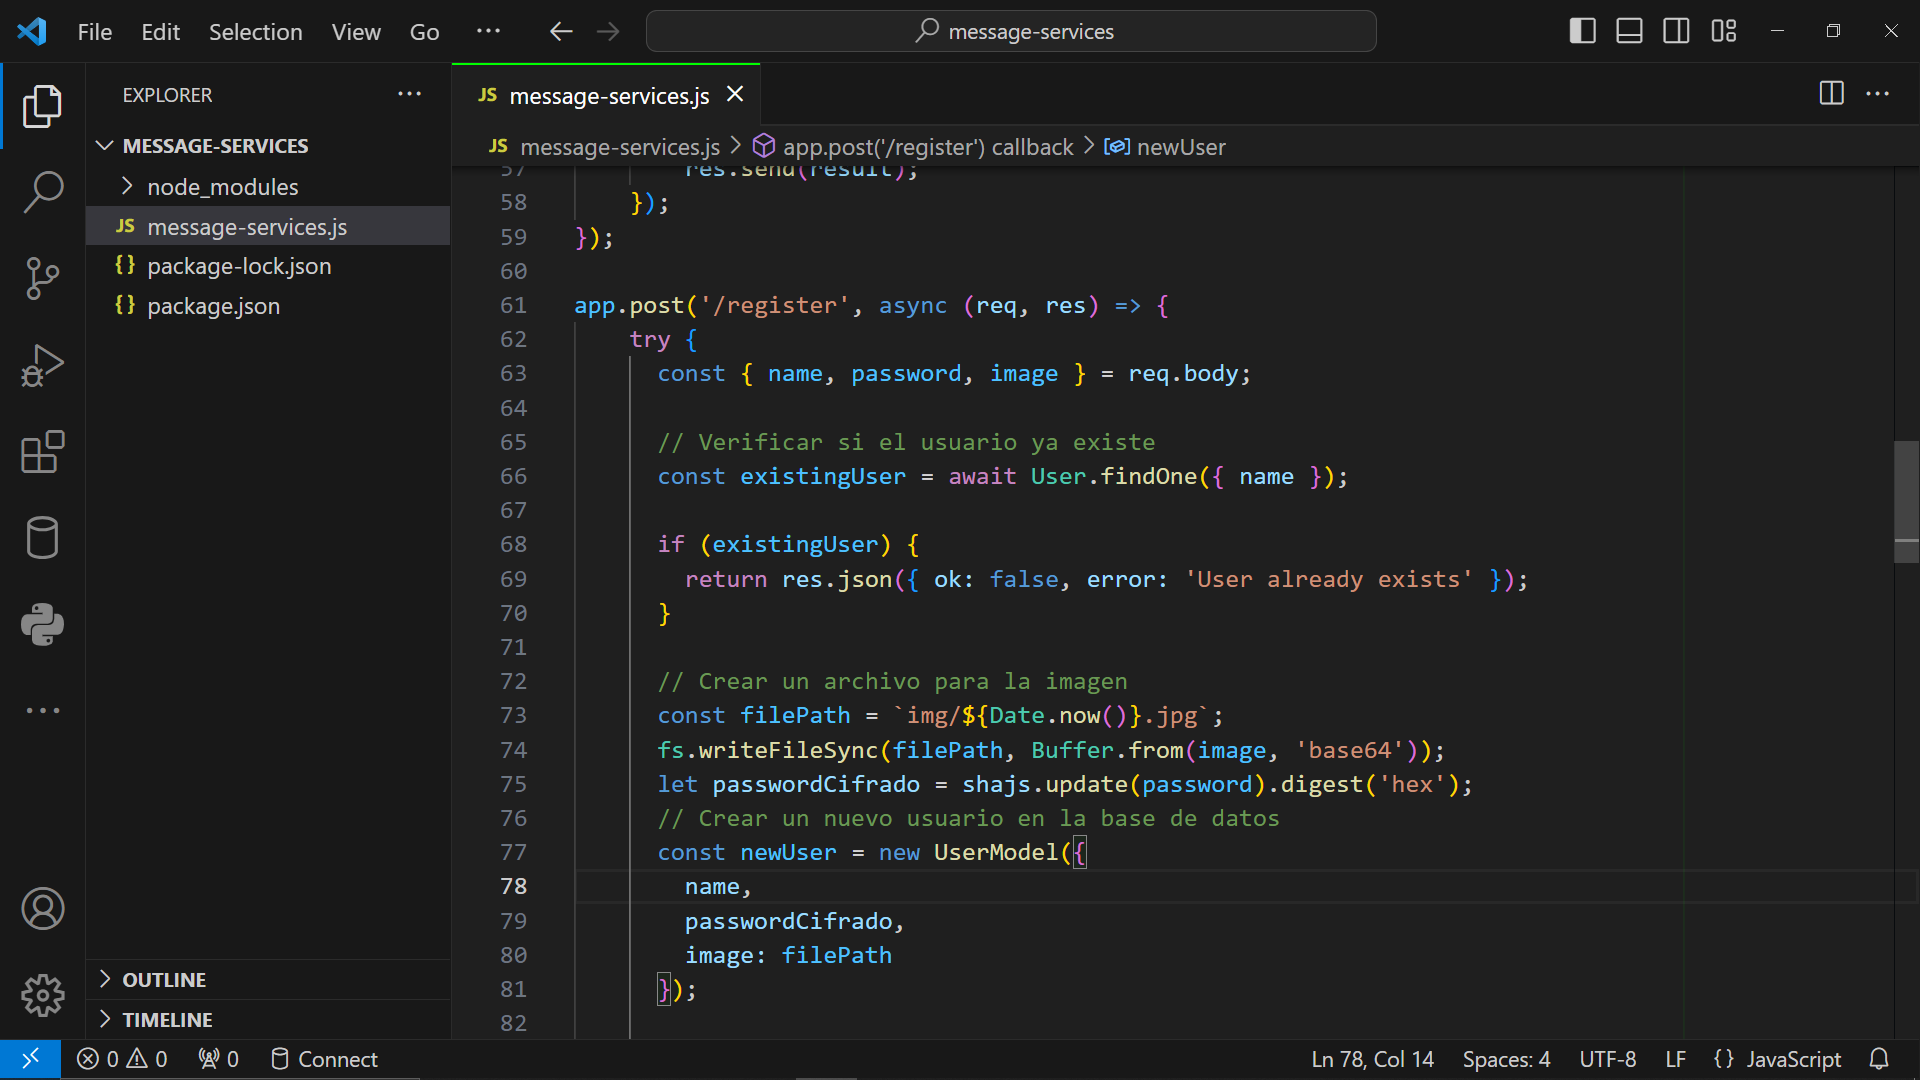 File Edit Selection View Go ··· message-services
EXPLORER ···
MESSAGE-SERVICES
node_modules
JS message-services.js
{} package-lock.json
{} package.json
OUTLINE
TIMELINE
JS message-services.js
JS message-services.js > app.post('/register') callback > newUser
57 res.send(result);
58 });
59 });
60
61 app.post('/register', async (req, res) => {
62 try {
63 const { name, password, image } = req.body;
64
65 // Verificar si el usuario ya existe
66 const existingUser = await User.findOne({ name });
67
68 if (existingUser) {
69 return res.json({ ok: false, error: 'User already exists' });
70 }
71
72 // Crear un archivo para la imagen
73 const filePath = `img/${Date.now()}.jpg`;
74 fs.writeFileSync(filePath, Buffer.from(image, 'base64'));
75 let passwordCifrado = shajs.update(password).digest('hex');
76 // Crear un nuevo usuario en la base de datos
77 const newUser = new UserModel({
78 name,
79 passwordCifrado,
80 image: filePath
81 });
82
0 0 0 Connect Ln 78, Col 14 Spaces: 4 UTF-8 LF {} JavaScript